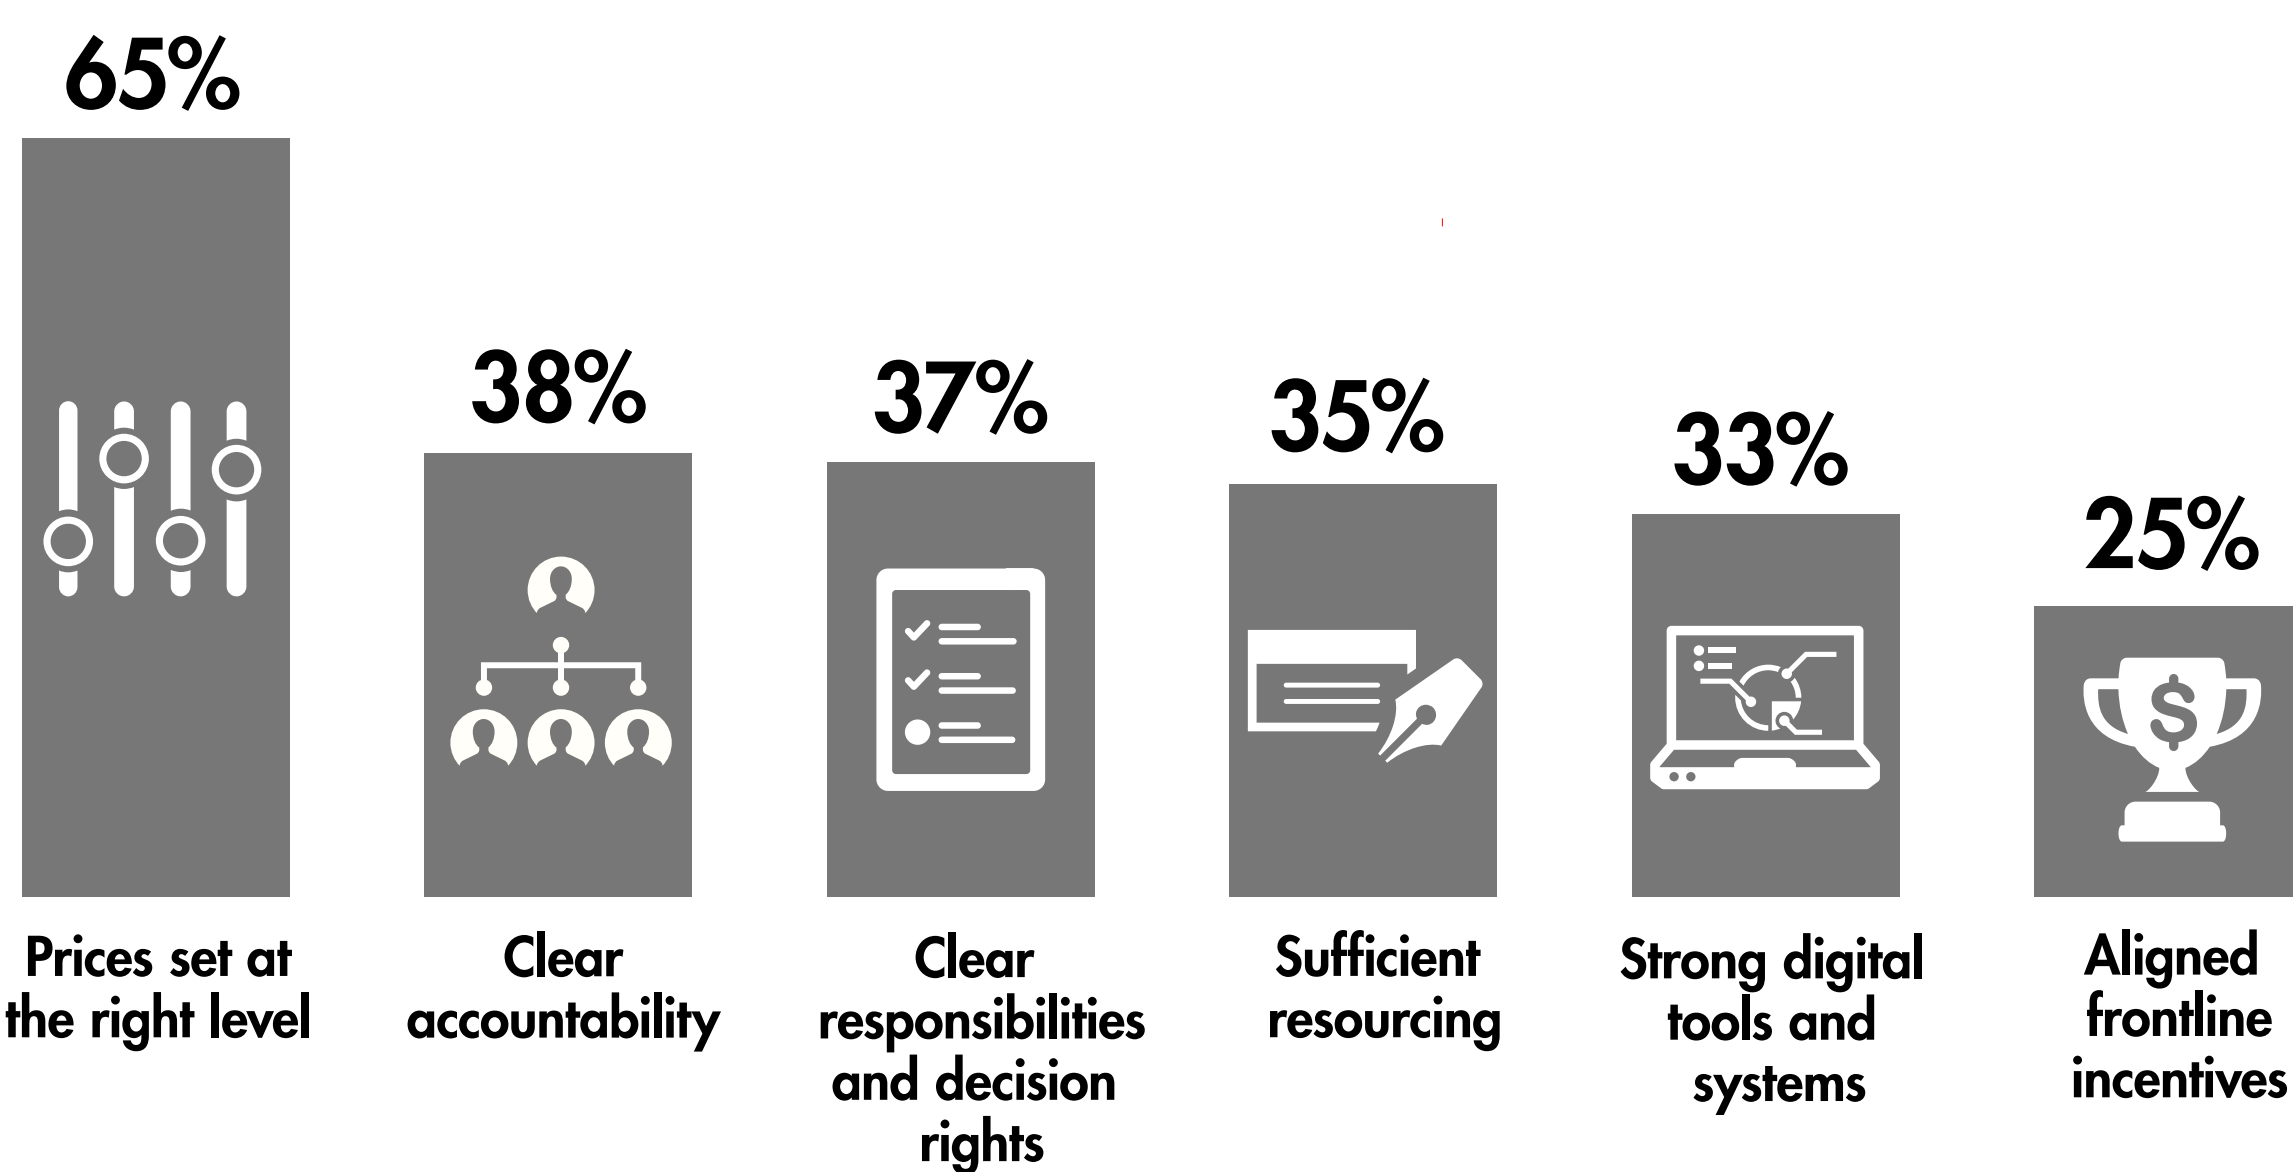 65%
38%
37%
35%
33%
25%
Prices set at
the right level
Clear
accountability
Clear
responsibilities
and decision
rights
Sufficient
resourcing
Strong digital
tools and
systems
Aligned
frontline
incentives
$